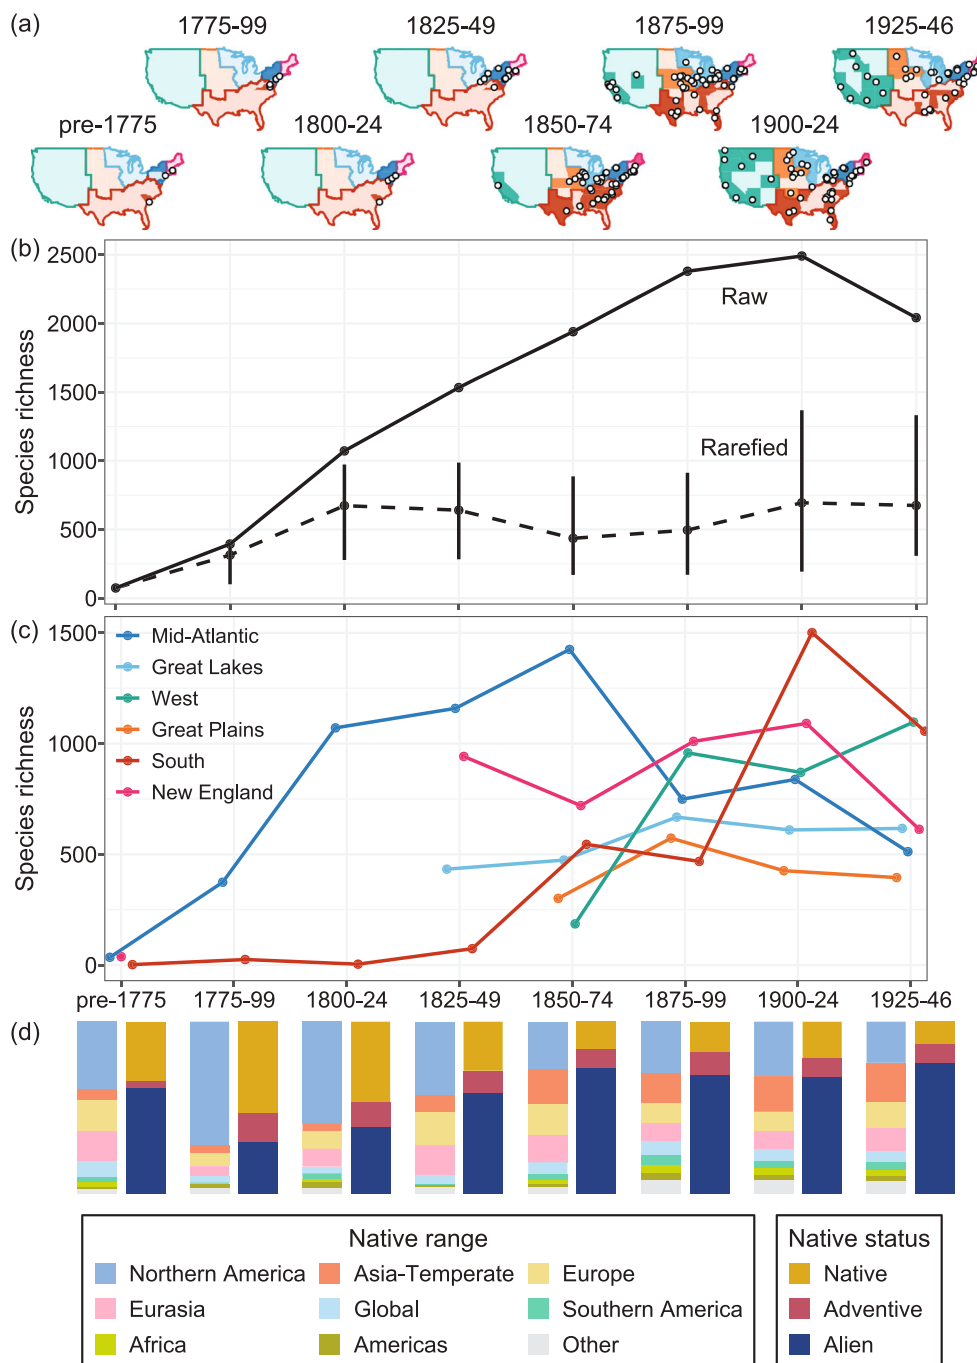 (a)
1775-99 1825-49 1875-99 1925-46
pre-1775 1800-24 1850-74 1900-24
(b)
2500
2000
1500
1000
500
0
Species richness
Raw
Rarefied
(c)
1500
1000
500
0
Species richness
Mid-Atlantic
Great Lakes
West
Great Plains
South
New England
pre-1775 1775-99 1800-24 1825-49 1850-74 1875-99 1900-24 1925-46
(d)
Native range
Northern America Asia-Temperate Europe
Eurasia Global Southern America
Africa Americas Other
Native status
Native
Adventive
Alien